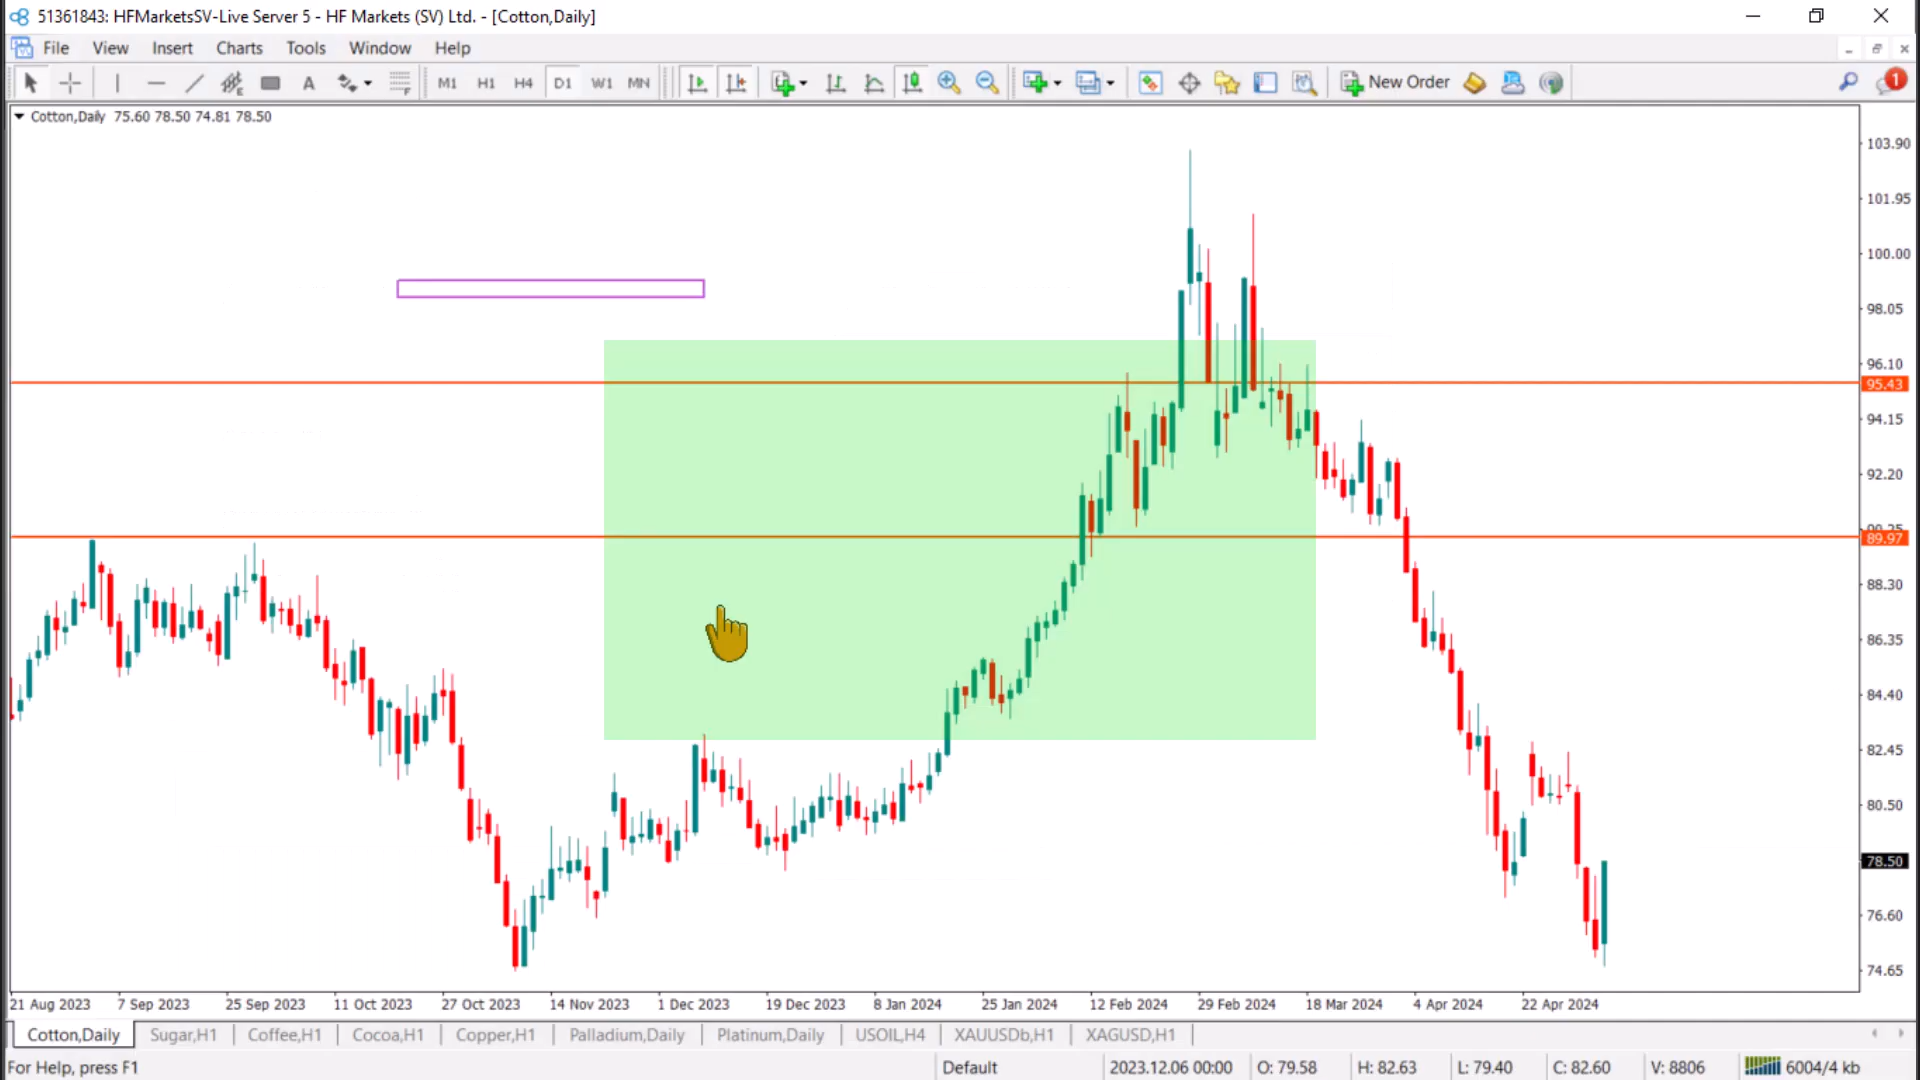 51361843: HFMarketsSV-Live Server 5 - HF Markets (SV) Ltd. - [Cotton,Daily]
File View Insert Charts Tools Window Help
A M1 H1 H4 D1 W1 MN New Order 1
Cotton,Daily 75.60 78.50 74.81 78.50
103.90
101.95
100.00
98.05
96.10
95.43
94.15
92.20
90.25
89.97
88.30
86.35
84.40
82.45
80.50
78.50
76.60
74.65
21 Aug 2023 7 Sep 2023 25 Sep 2023 11 Oct 2023 27 Oct 2023 14 Nov 2023 1 Dec 2023 19 Dec 2023 8 Jan 2024 25 Jan 2024 12 Feb 2024 29 Feb 2024 18 Mar 2024 4 Apr 2024 22 Apr 2024
Cotton,Daily Sugar,H1 Coffee,H1 Cocoa,H1 Copper,H1 Palladium,Daily Platinum,Daily USOIL,H4 XAUUSDb,H1 XAGUSD,H1
For Help, press F1 Default 2023.12.06 00:00 O: 79.58 H: 82.63 L: 79.40 C: 82.60 V: 8806 6004/4 kb